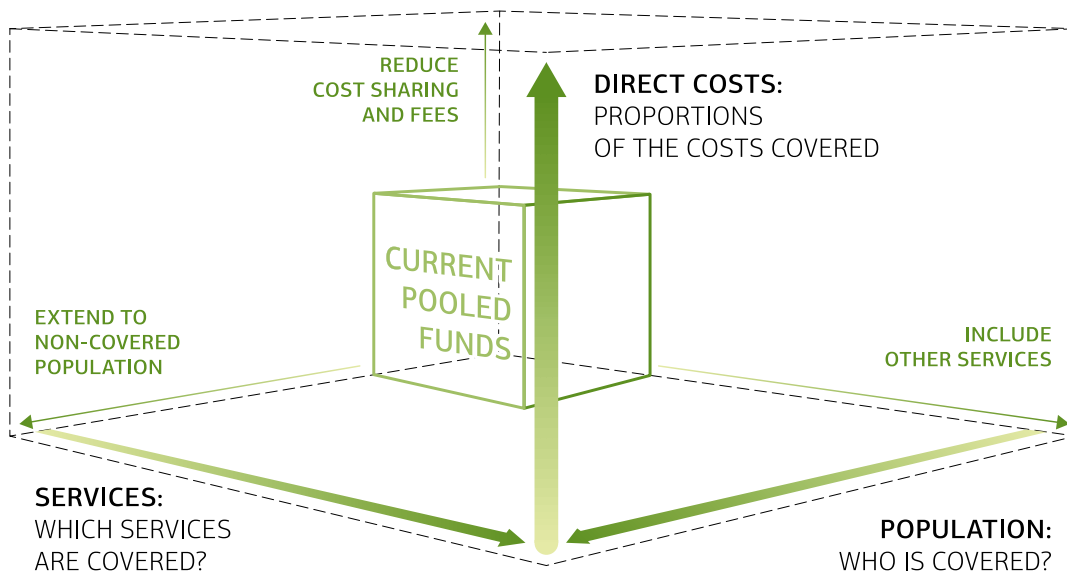 REDUCE
COST SHARING
AND FEES
DIRECT COSTS:
PROPORTIONS
OF THE COSTS COVERED
CURRENT
POOLED
FUNDS
EXTEND TO
NON-COVERED
POPULATION
INCLUDE
OTHER SERVICES
SERVICES:
WHICH SERVICES
ARE COVERED?
POPULATION:
WHO IS COVERED?